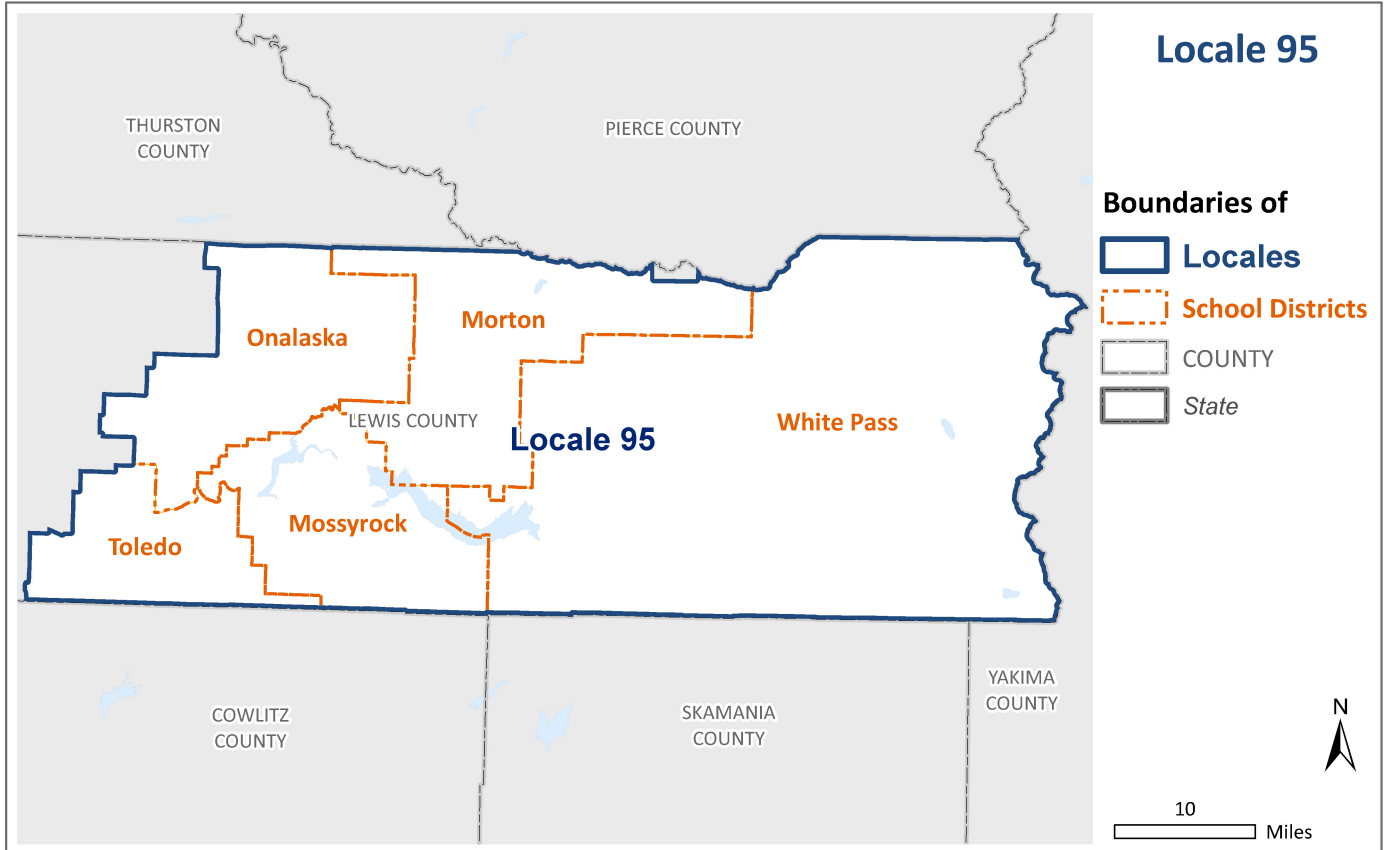 Locale 95
THURSTON
COUNTY
PIERCE COUNTY
Boundaries of
Locales
School Districts
COUNTY
State
Onalaska
Morton
LEWIS COUNTY
Locale 95
White Pass
Mossyrock
Toledo
COWLITZ
COUNTY
SKAMANIA
COUNTY
YAKIMA
COUNTY
N
10
Miles